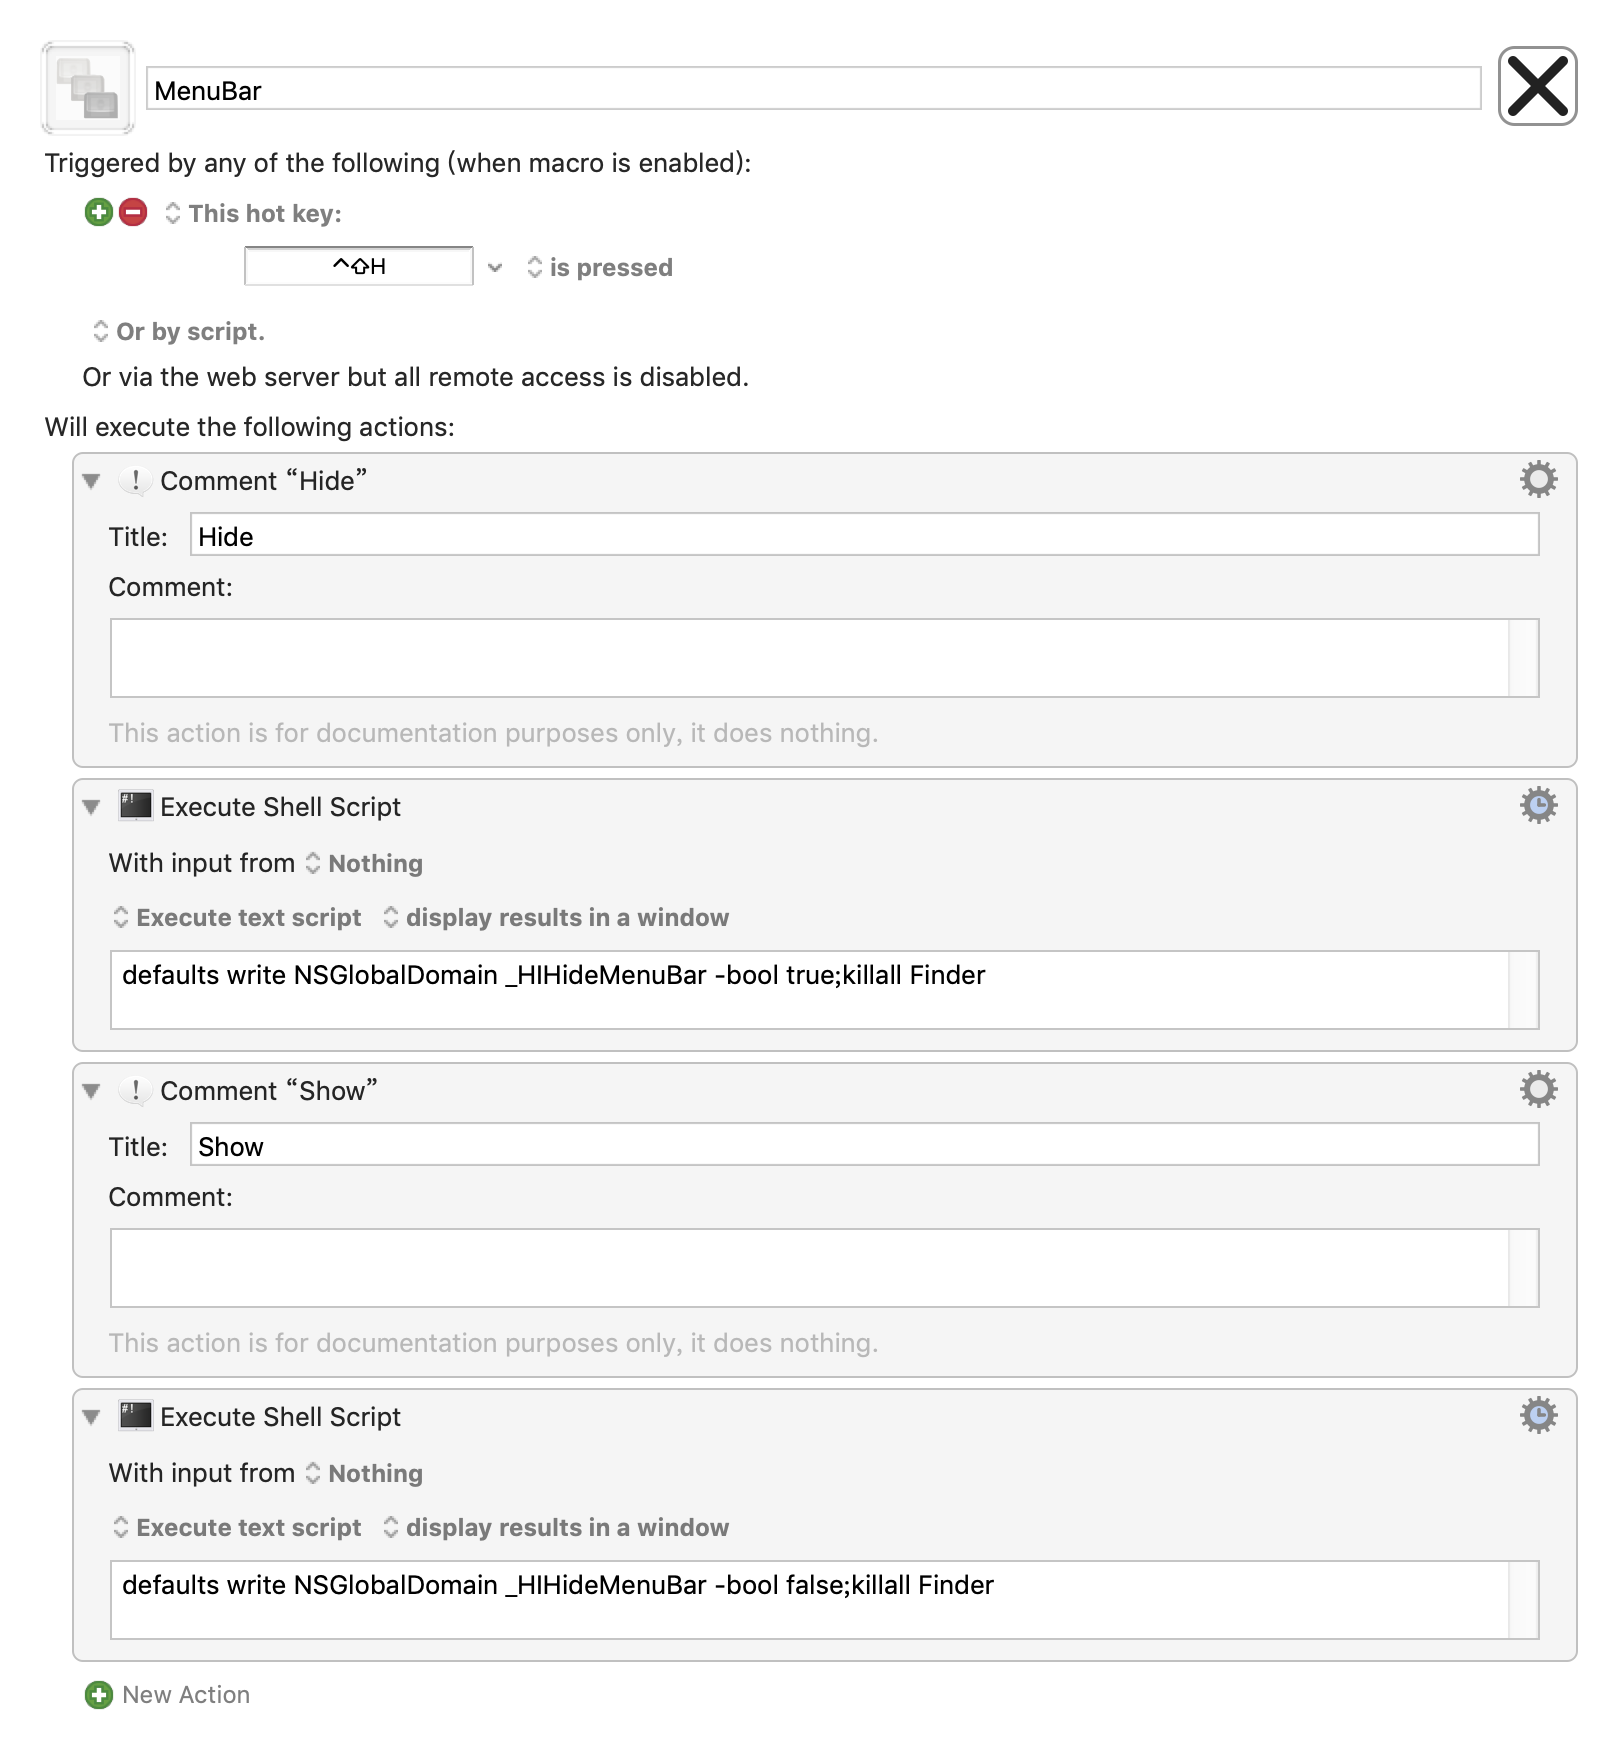 MenuBar
Triggered by any of the following (when macro is enabled):
This hot key:
^⇧H
is pressed
Or by script.
Or via the web server but all remote access is disabled.
Will execute the following actions:
! Comment “Hide”
Title: Hide
Comment:
This action is for documentation purposes only, it does nothing.
#! Execute Shell Script
With input from Nothing
Execute text script display results in a window
defaults write NSGlobalDomain _HIHideMenuBar -bool true;killall Finder
! Comment “Show”
Title: Show
Comment:
This action is for documentation purposes only, it does nothing.
#! Execute Shell Script
With input from Nothing
Execute text script display results in a window
defaults write NSGlobalDomain _HIHideMenuBar -bool false;killall Finder
New Action